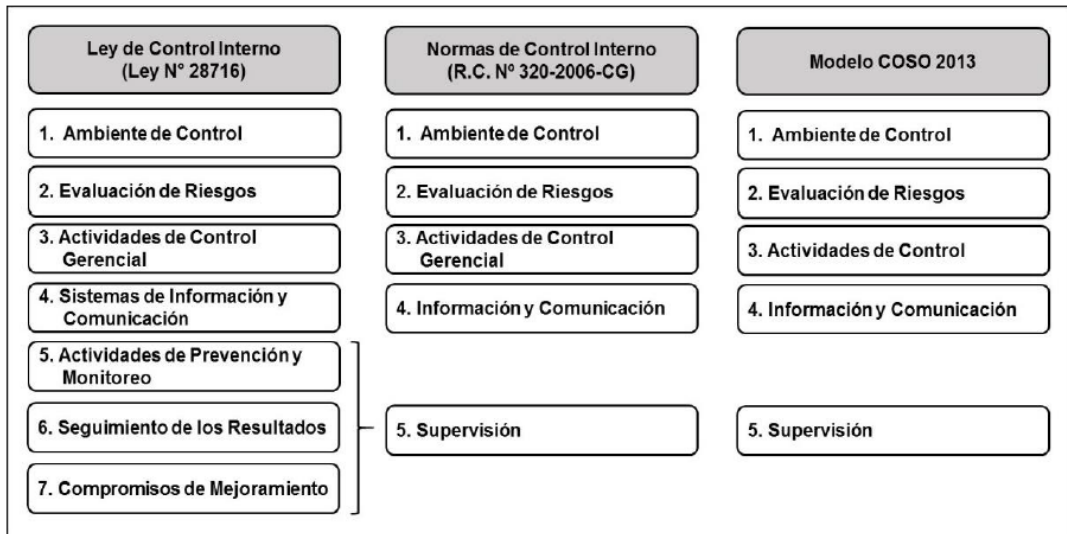 Ley de Control Interno
(Ley N° 28716)
1. Ambiente de Control
2. Evaluación de Riesgos
3. Actividades de Control
Gerencial
4. Sistemas de Información y
Comunicación
5. Actividades de Prevención y
Monitoreo
6. Seguimiento de los Resultados
7. Compromisos de Mejoramiento
Normas de Control Interno
(R.C. Nº 320-2006-CG)
1. Ambiente de Control
2. Evaluación de Riesgos
3. Actividades de Control
Gerencial
4. Información y Comunicación
5. Supervisión
Modelo COSO 2013
1. Ambiente de Control
2. Evaluación de Riesgos
3. Actividades de Control
4. Información y Comunicación
5. Supervisión